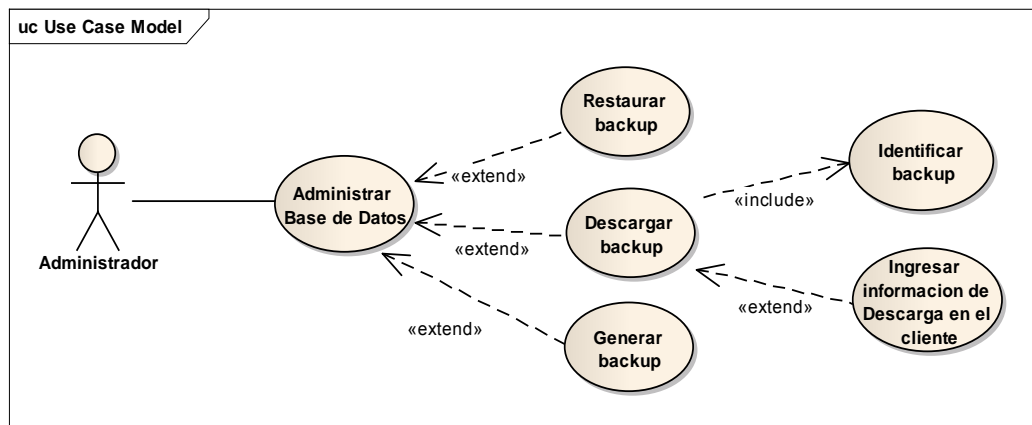 uc Use Case Model
Administrador
Administrar
Base de Datos
Restaurar
backup
«extend»
Descargar
backup
«extend»
Generar
backup
«extend»
Identificar
backup
«include»
Ingresar
informacion de
Descarga en el
cliente
«extend»